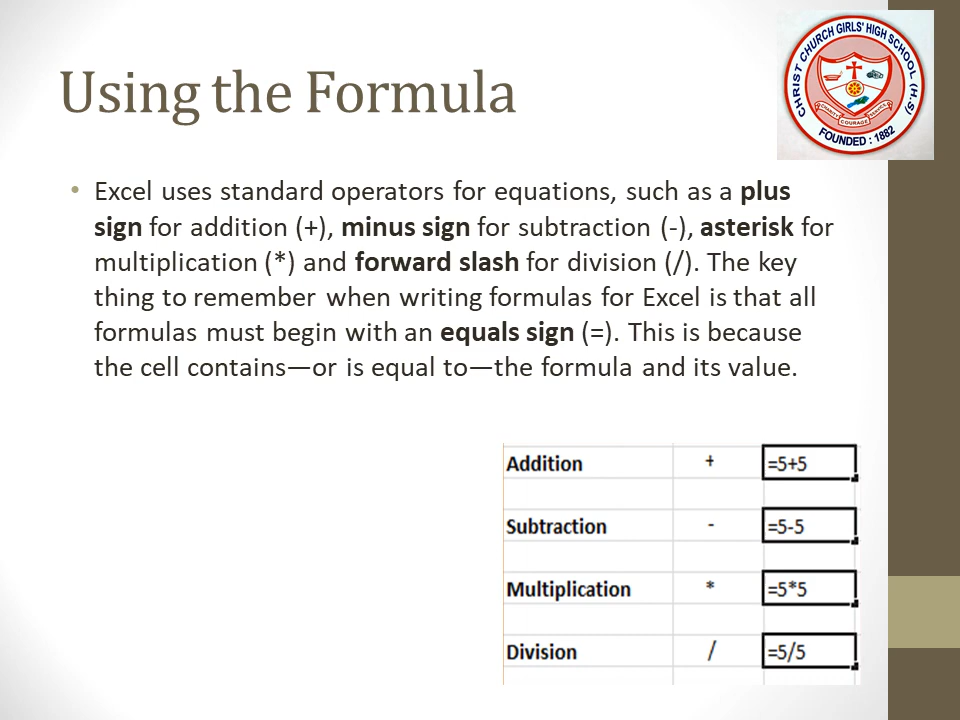 CHRIST CHURCH GIRLS' HIGH SCHOOL (H.S)
COURAGE
FOUNDED : 1882
Using the Formula
• Excel uses standard operators for equations, such as a plus
sign for addition (+), minus sign for subtraction (-), asterisk for
multiplication (*) and forward slash for division (/). The key
thing to remember when writing formulas for Excel is that all
formulas must begin with an equals sign (=). This is because
the cell contains—or is equal to—the formula and its value.
Addition + =5+5
Subtraction - =5-5
Multiplication * =5*5
Division / =5/5